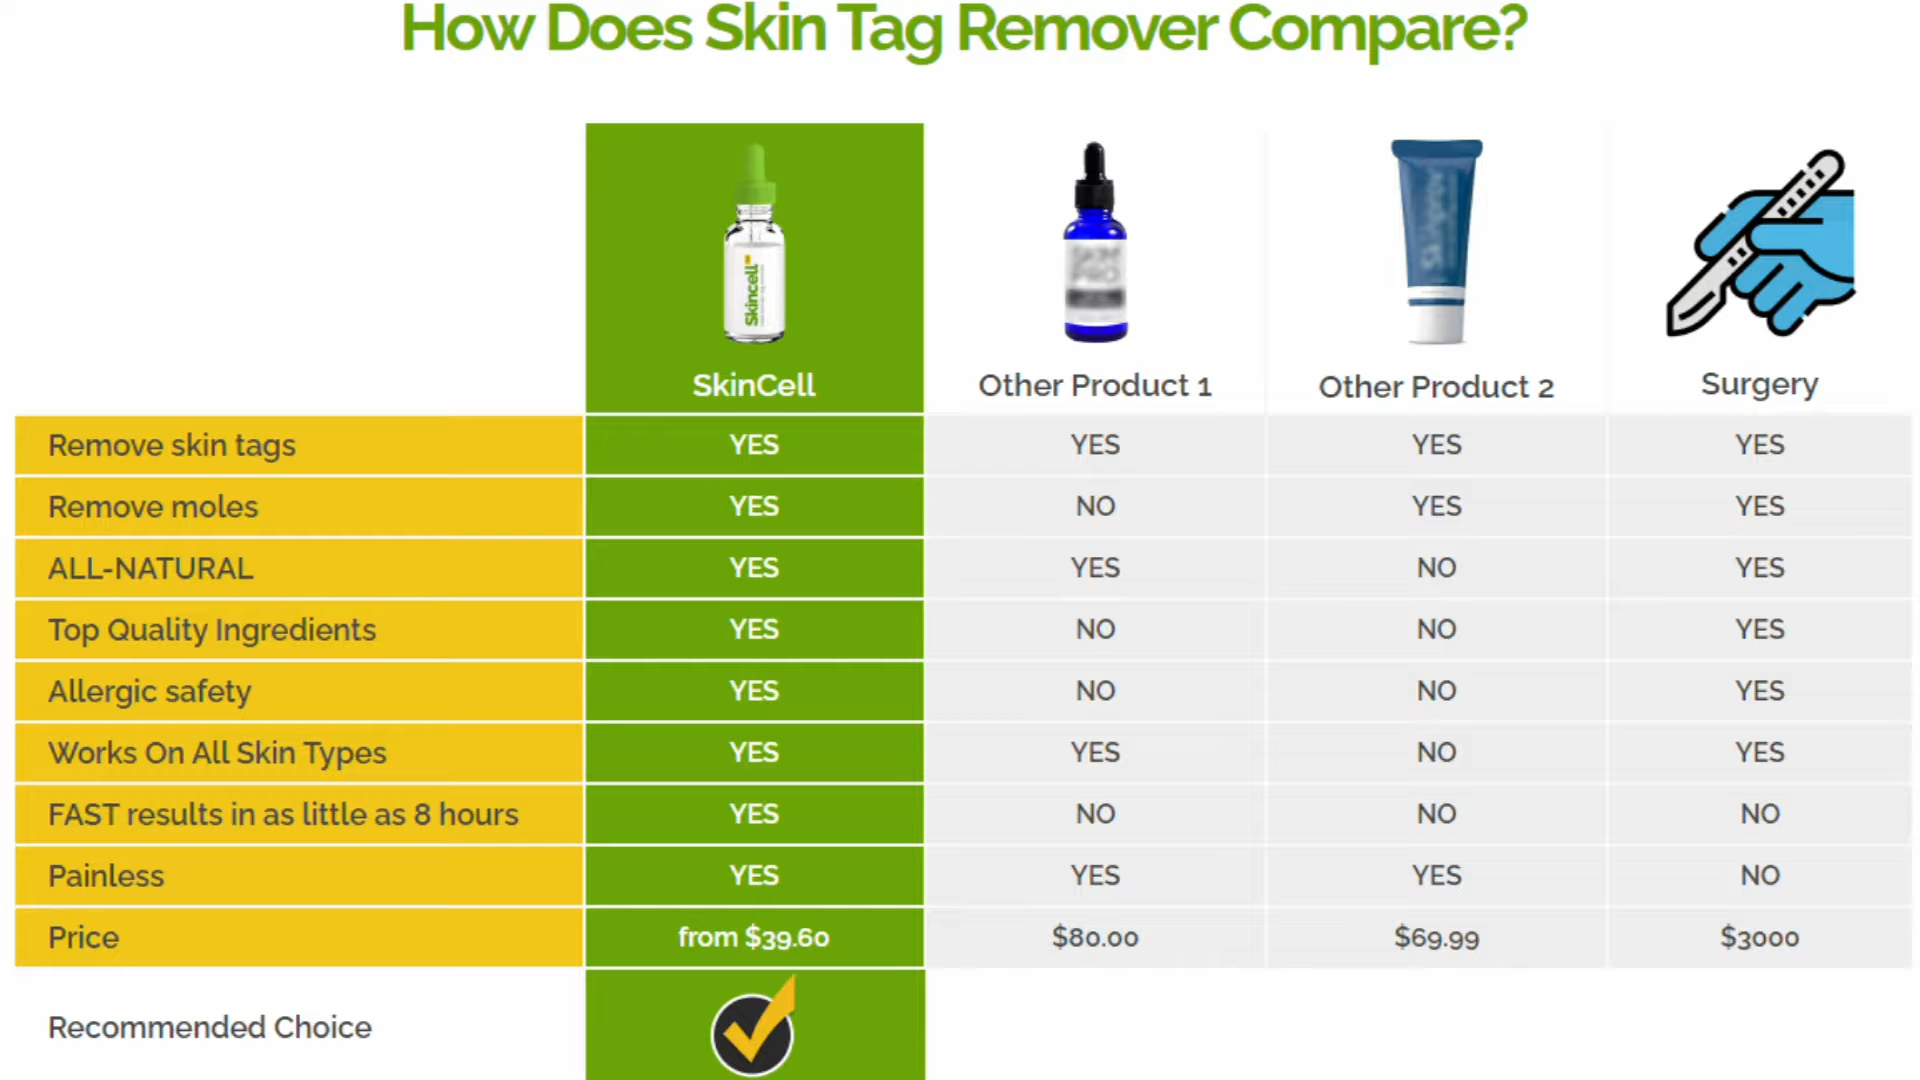 How Does Skin Tag Remover Compare?
Skincell
SkinCell Other Product 1 Other Product 2 Surgery
Remove skin tags YES YES YES YES
Remove moles YES NO YES YES
ALL-NATURAL YES YES NO YES
Top Quality Ingredients YES NO NO YES
Allergic safety YES NO NO YES
Works On All Skin Types YES YES NO YES
FAST results in as little as 8 hours YES NO NO NO
Painless YES YES YES NO
Price from $39.60 $80.00 $69.99 $3000
Recommended Choice